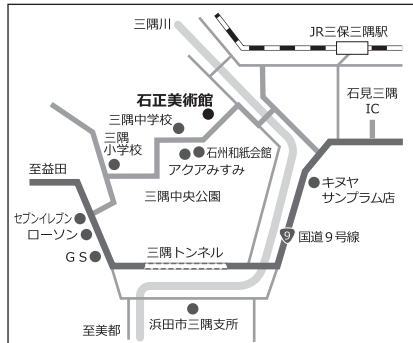 三隅川
JR三保三隅駅
石正美術館
石見三隅
IC
三隅中学校
三隅
小学校
石州和紙会館
アクアみすみ
至益田
三隅中央公園
キヌヤ
サンプラム店
セブンイレブン
ローソン
GS
三隅トンネル
9
国道9号線
至美都
浜田市三隅支所